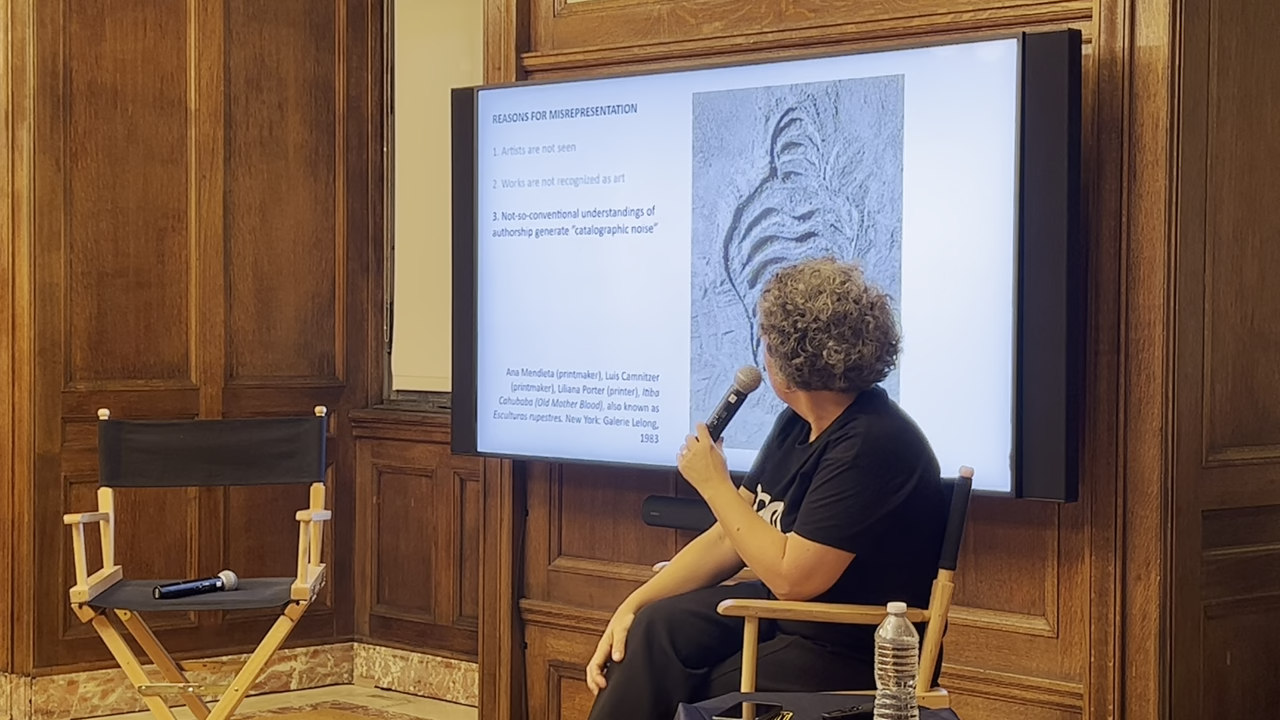 REASONS FOR MISREPRESENTATION
1. Artists are not seen
2. Works are not recognized as art
3. Not-so-conventional understandings of
authorship generate "catalographic noise"
Ana Mendieta (printmaker), Luis Camnitzer
(printmaker), Liliana Porter (printer), Itiba
Cahubaba (Old Mother Blood), also known as
Esculturas rupestres. New York: Galerie Lelong,
1983